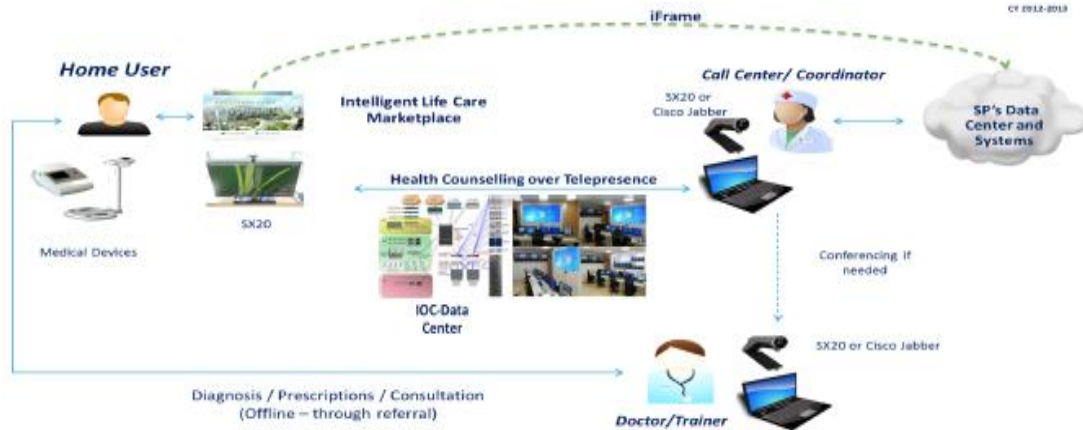 iFrame
CY 2012-2013
Home User
Call Center/ Coordinator
Intelligent Life Care
Marketplace
SX20 or
Cisco Jabber
SP's Data
Center and
Systems
Health Counselling over Telepresence
SX20
Medical Devices
IOC-Data
Center
Conferencing if
needed
SX20 or Cisco Jabber
Diagnosis / Prescriptions / Consultation
(Offline – through referral)
Doctor/Trainer